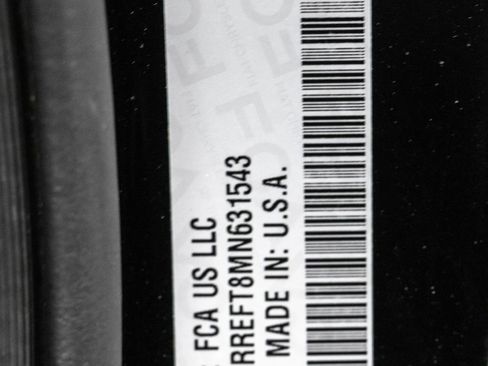 FCA US LLC
RREFT8MN631543
MADE IN: U.S.A.